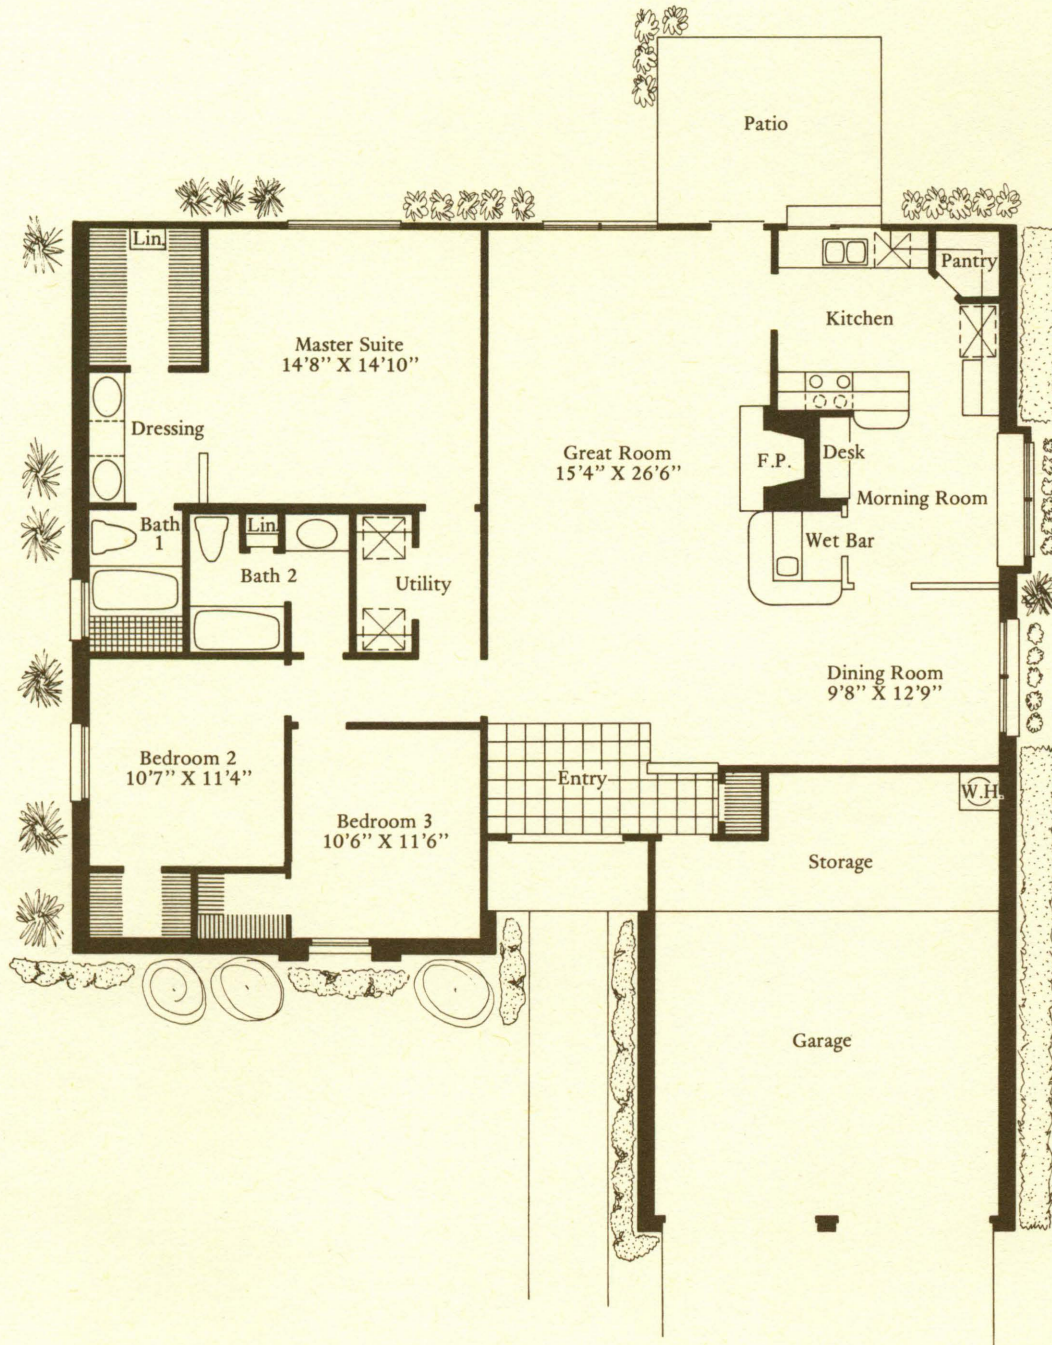 Patio
Lin.
Pantry
Kitchen
Master Suite
14'8" X 14'10"
Dressing
Great Room
15'4" X 26'6"
F.P.
Desk
Morning Room
Bath
1
Lin.
Wet Bar
Bath 2
Utility
Dining Room
9'8" X 12'9"
Bedroom 2
10'7" X 11'4"
Entry
W.H.
Bedroom 3
10'6" X 11'6"
Storage
Garage